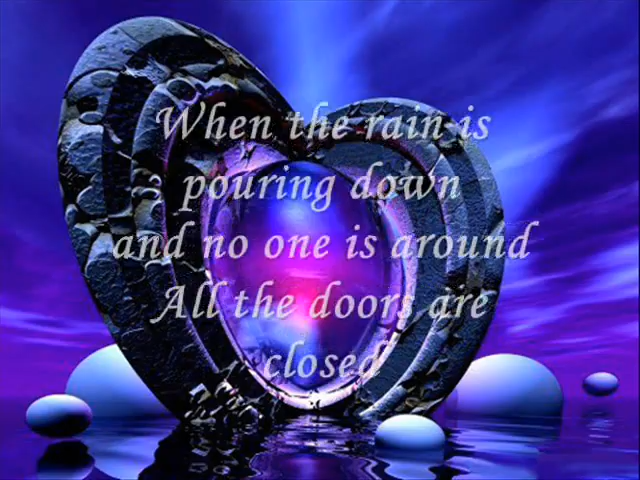 When the rain is
pouring down
and no one is around
All the doors are
closed